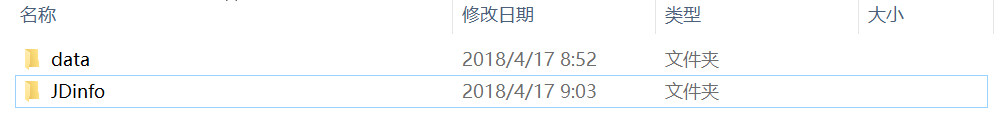 名称 修改日期 类型 大小
data 2018/4/17 8:52 文件夹
JDinfo 2018/4/17 9:03 文件夹